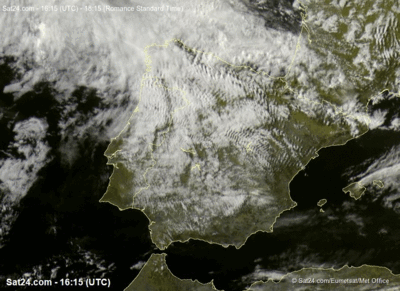 Sat24.com - 16:15 (UTC) - 16:15 (Romance Standard Time)
Sat24.com - 16:15 (UTC)
© Sat24.com/Eumetsat/Met Office